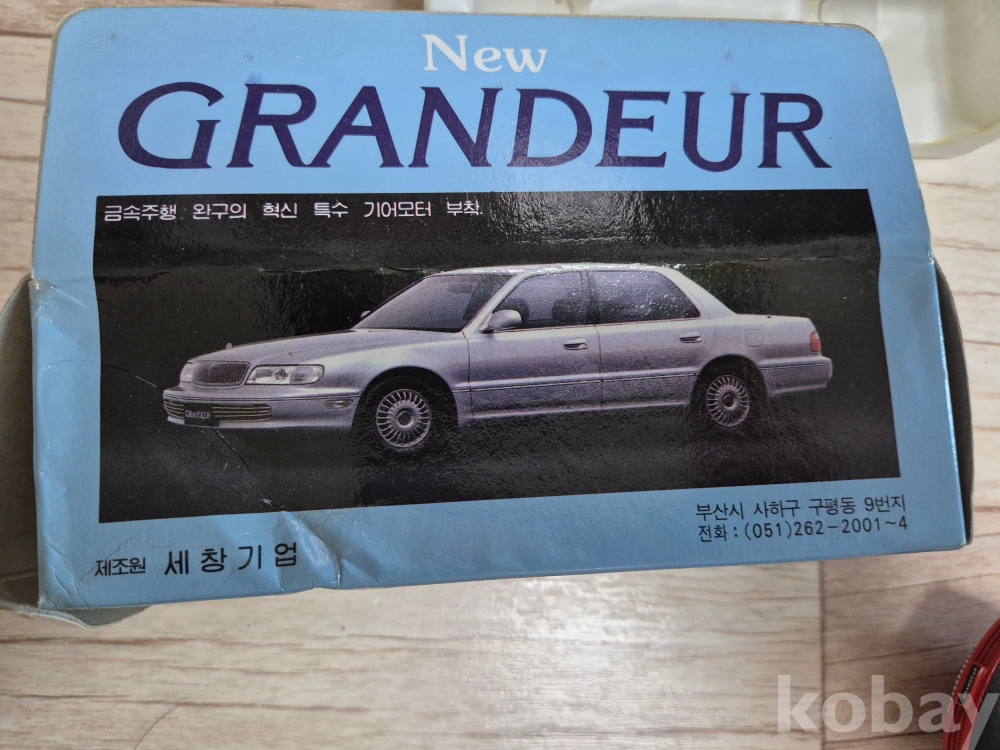 New
GRANDEUR
금속주행 완구의 혁신 특수 기어모터 부착.
GRANDEUR
부산시 사하구 구평동 9번지
전화 : (051)262-2001~4
제조원 세창기업
kobay